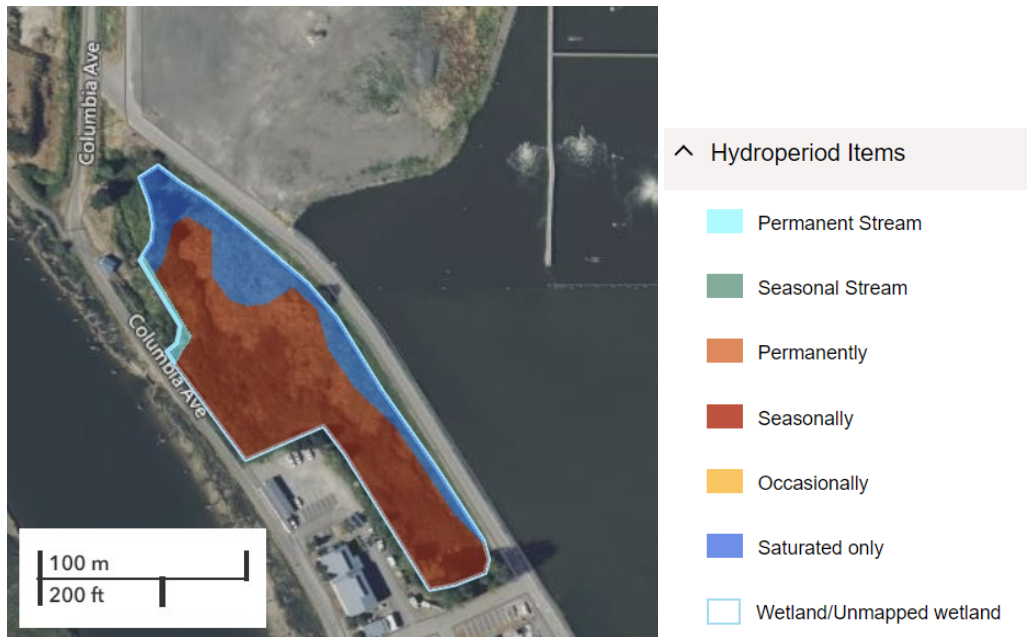 Columbia Ave
Columbia Ave
100 m
200 ft
Hydroperiod Items
Permanent Stream
Seasonal Stream
Permanently
Seasonally
Occasionally
Saturated only
Wetland/Unmapped wetland